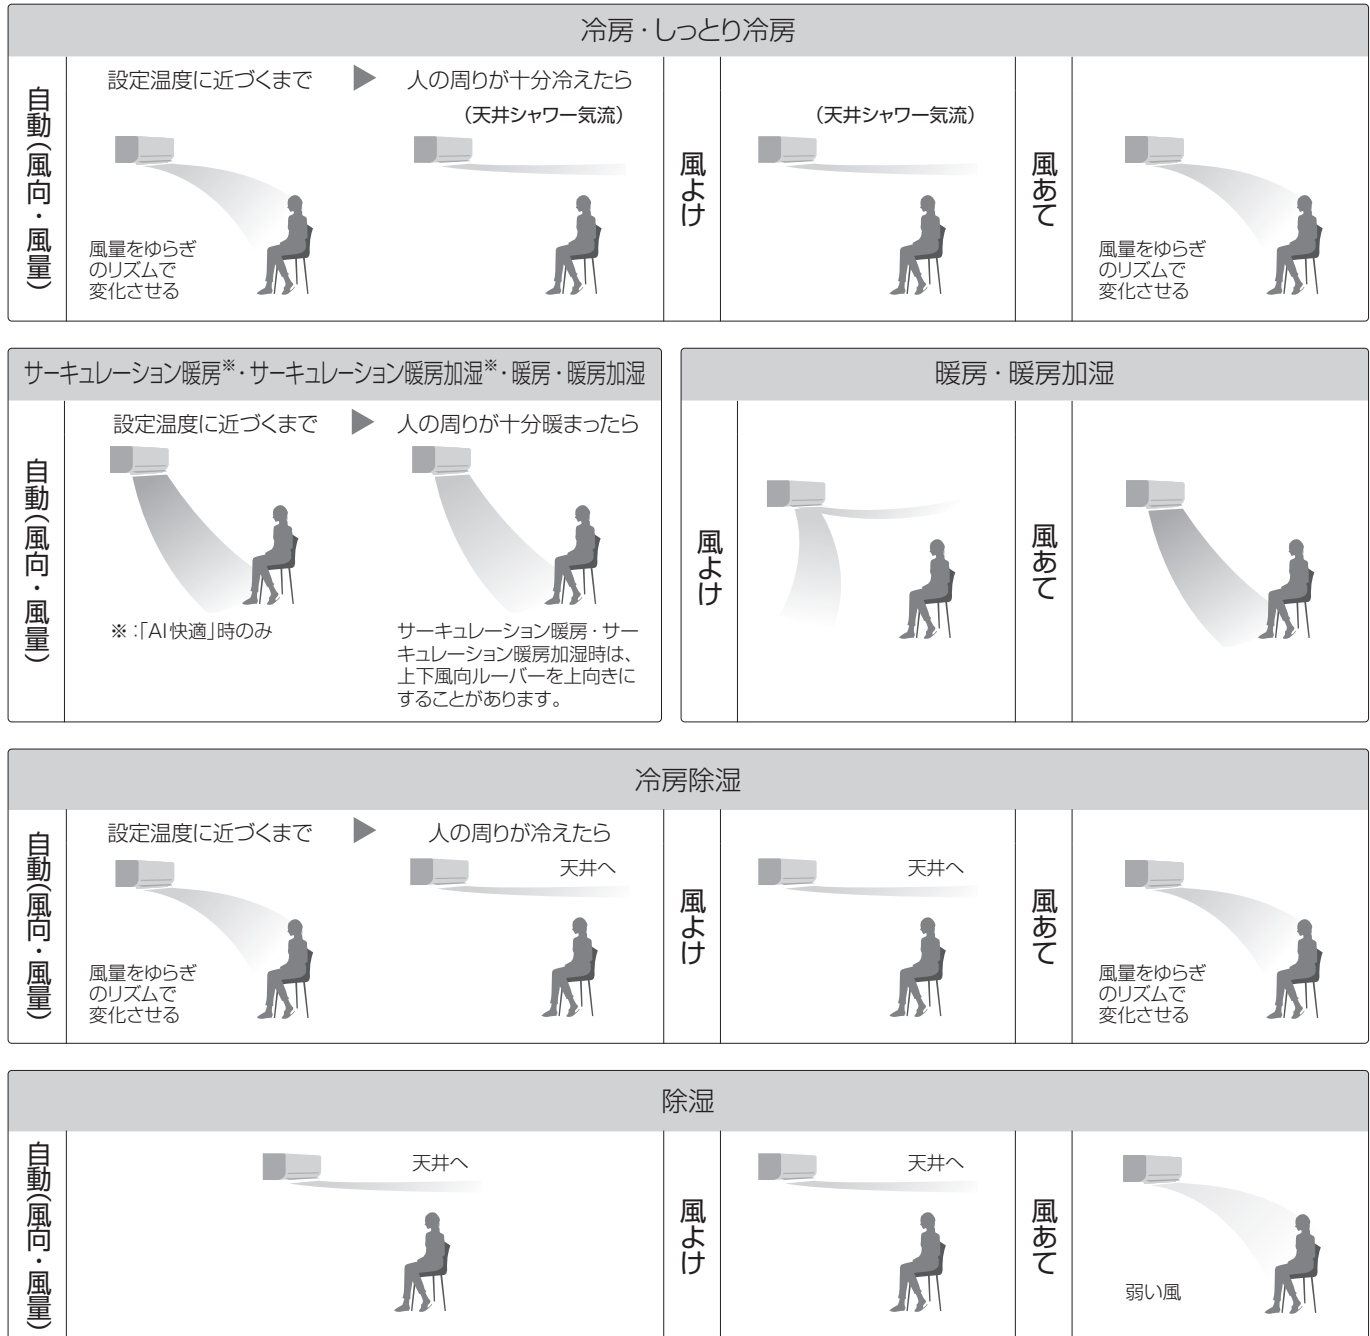 冷房・しっとり冷房
自動(風向・風量)
設定温度に近づくまで ▶ 人の周りが十分冷えたら
(天井シャワー気流)
風量をゆらぎ
のリズムで
変化させる
風よけ
(天井シャワー気流)
風あて
風量をゆらぎ
のリズムで
変化させる
サーキュレーション暖房※・サーキュレーション暖房加湿※・暖房・暖房加湿
自動(風向・風量)
設定温度に近づくまで ▶ 人の周りが十分暖まったら
※:「AI快適」時のみ
サーキュレーション暖房・サー
キュレーション暖房加湿時は、
上下風向ルーバーを上向きに
することがあります。
暖房・暖房加湿
風よけ
風あて
冷房除湿
自動(風向・風量)
設定温度に近づくまで ▶ 人の周りが冷えたら
天井へ
風量をゆらぎ
のリズムで
変化させる
風よけ
天井へ
風あて
風量をゆらぎ
のリズムで
変化させる
除湿
自動(風向・風量)
天井へ
風よけ
天井へ
風あて
弱い風